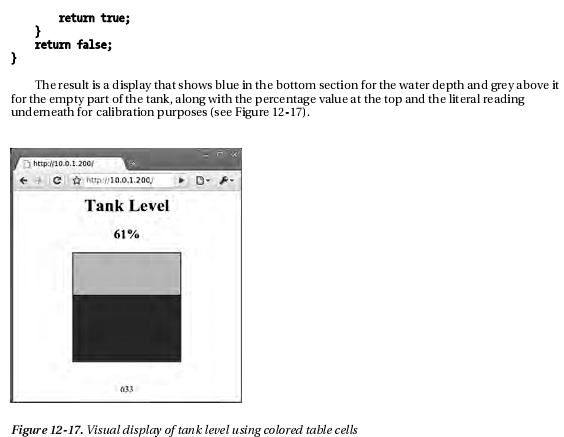 return true;
}
return false;
}
The result is a display that shows blue in the bottom section for the water depth and grey above it
for the empty part of the tank, along with the percentage value at the top and the literal reading
underneath for calibration purposes (see Figure 12-17).
http://10.0.1.200/
http://10.0.1.200/
Tank Level
61%
633
Figure 12-17. Visual display of tank level using colored table cells